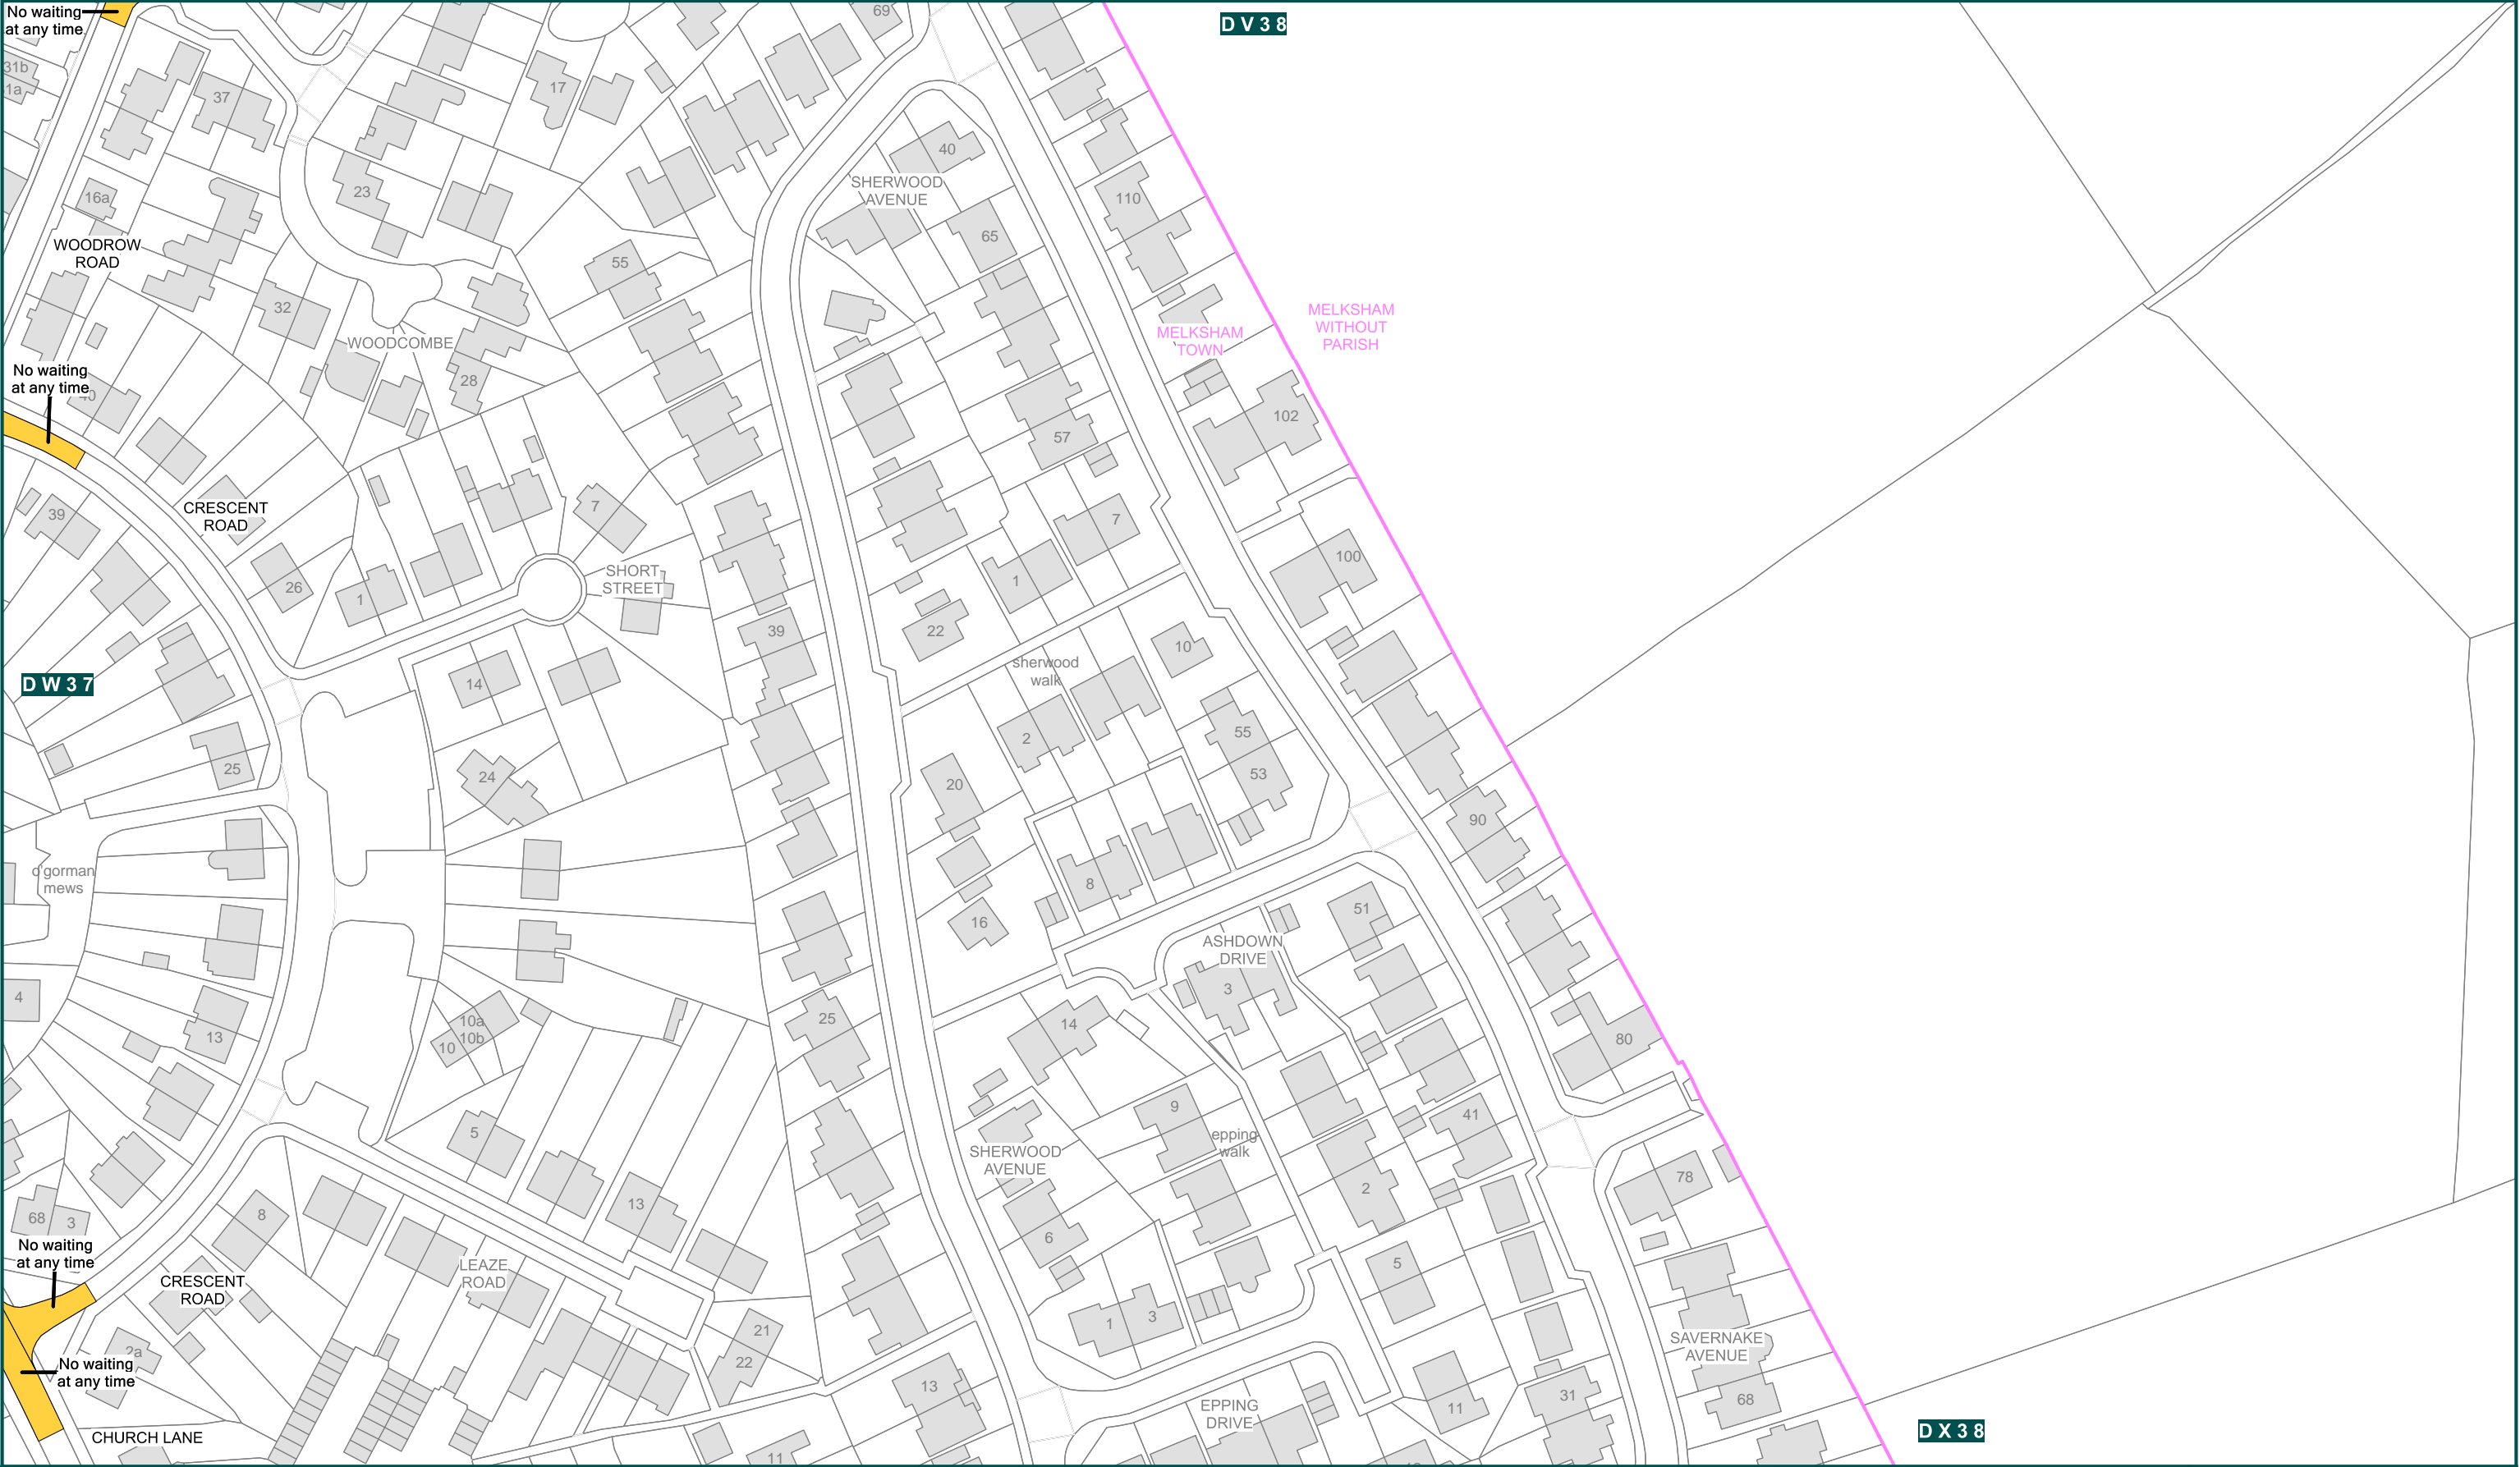 No waiting
at any time
DV38
69
31b
1a
37
17
40
23
SHERWOOD
AVENUE
16a
110
65
WOODROW
ROAD
55
32
MELKSHAM
TOWN
MELKSHAM
WITHOUT
PARISH
WOODCOMBE
No waiting
at any time
28
40
102
57
7
39
CRESCENT
ROAD
7
100
SHORT
STREET
26
1
1
22
39
10
sherwood
walk
DW37
14
2
55
53
24
25
20
90
o'gorman
mews
8
16
51
ASHDOWN
DRIVE
3
4
13
10a
10b
10
25
14
80
9
41
5
epping
walk
SHERWOOD
AVENUE
78
2
13
68
3
8
6
No waiting
at any time
CRESCENT
ROAD
LEAZE
ROAD
5
1
3
21
22
SAVERNAKE
AVENUE
2a
No waiting
at any time
13
31
68
11
EPPING
DRIVE
CHURCH LANE
DX38
11